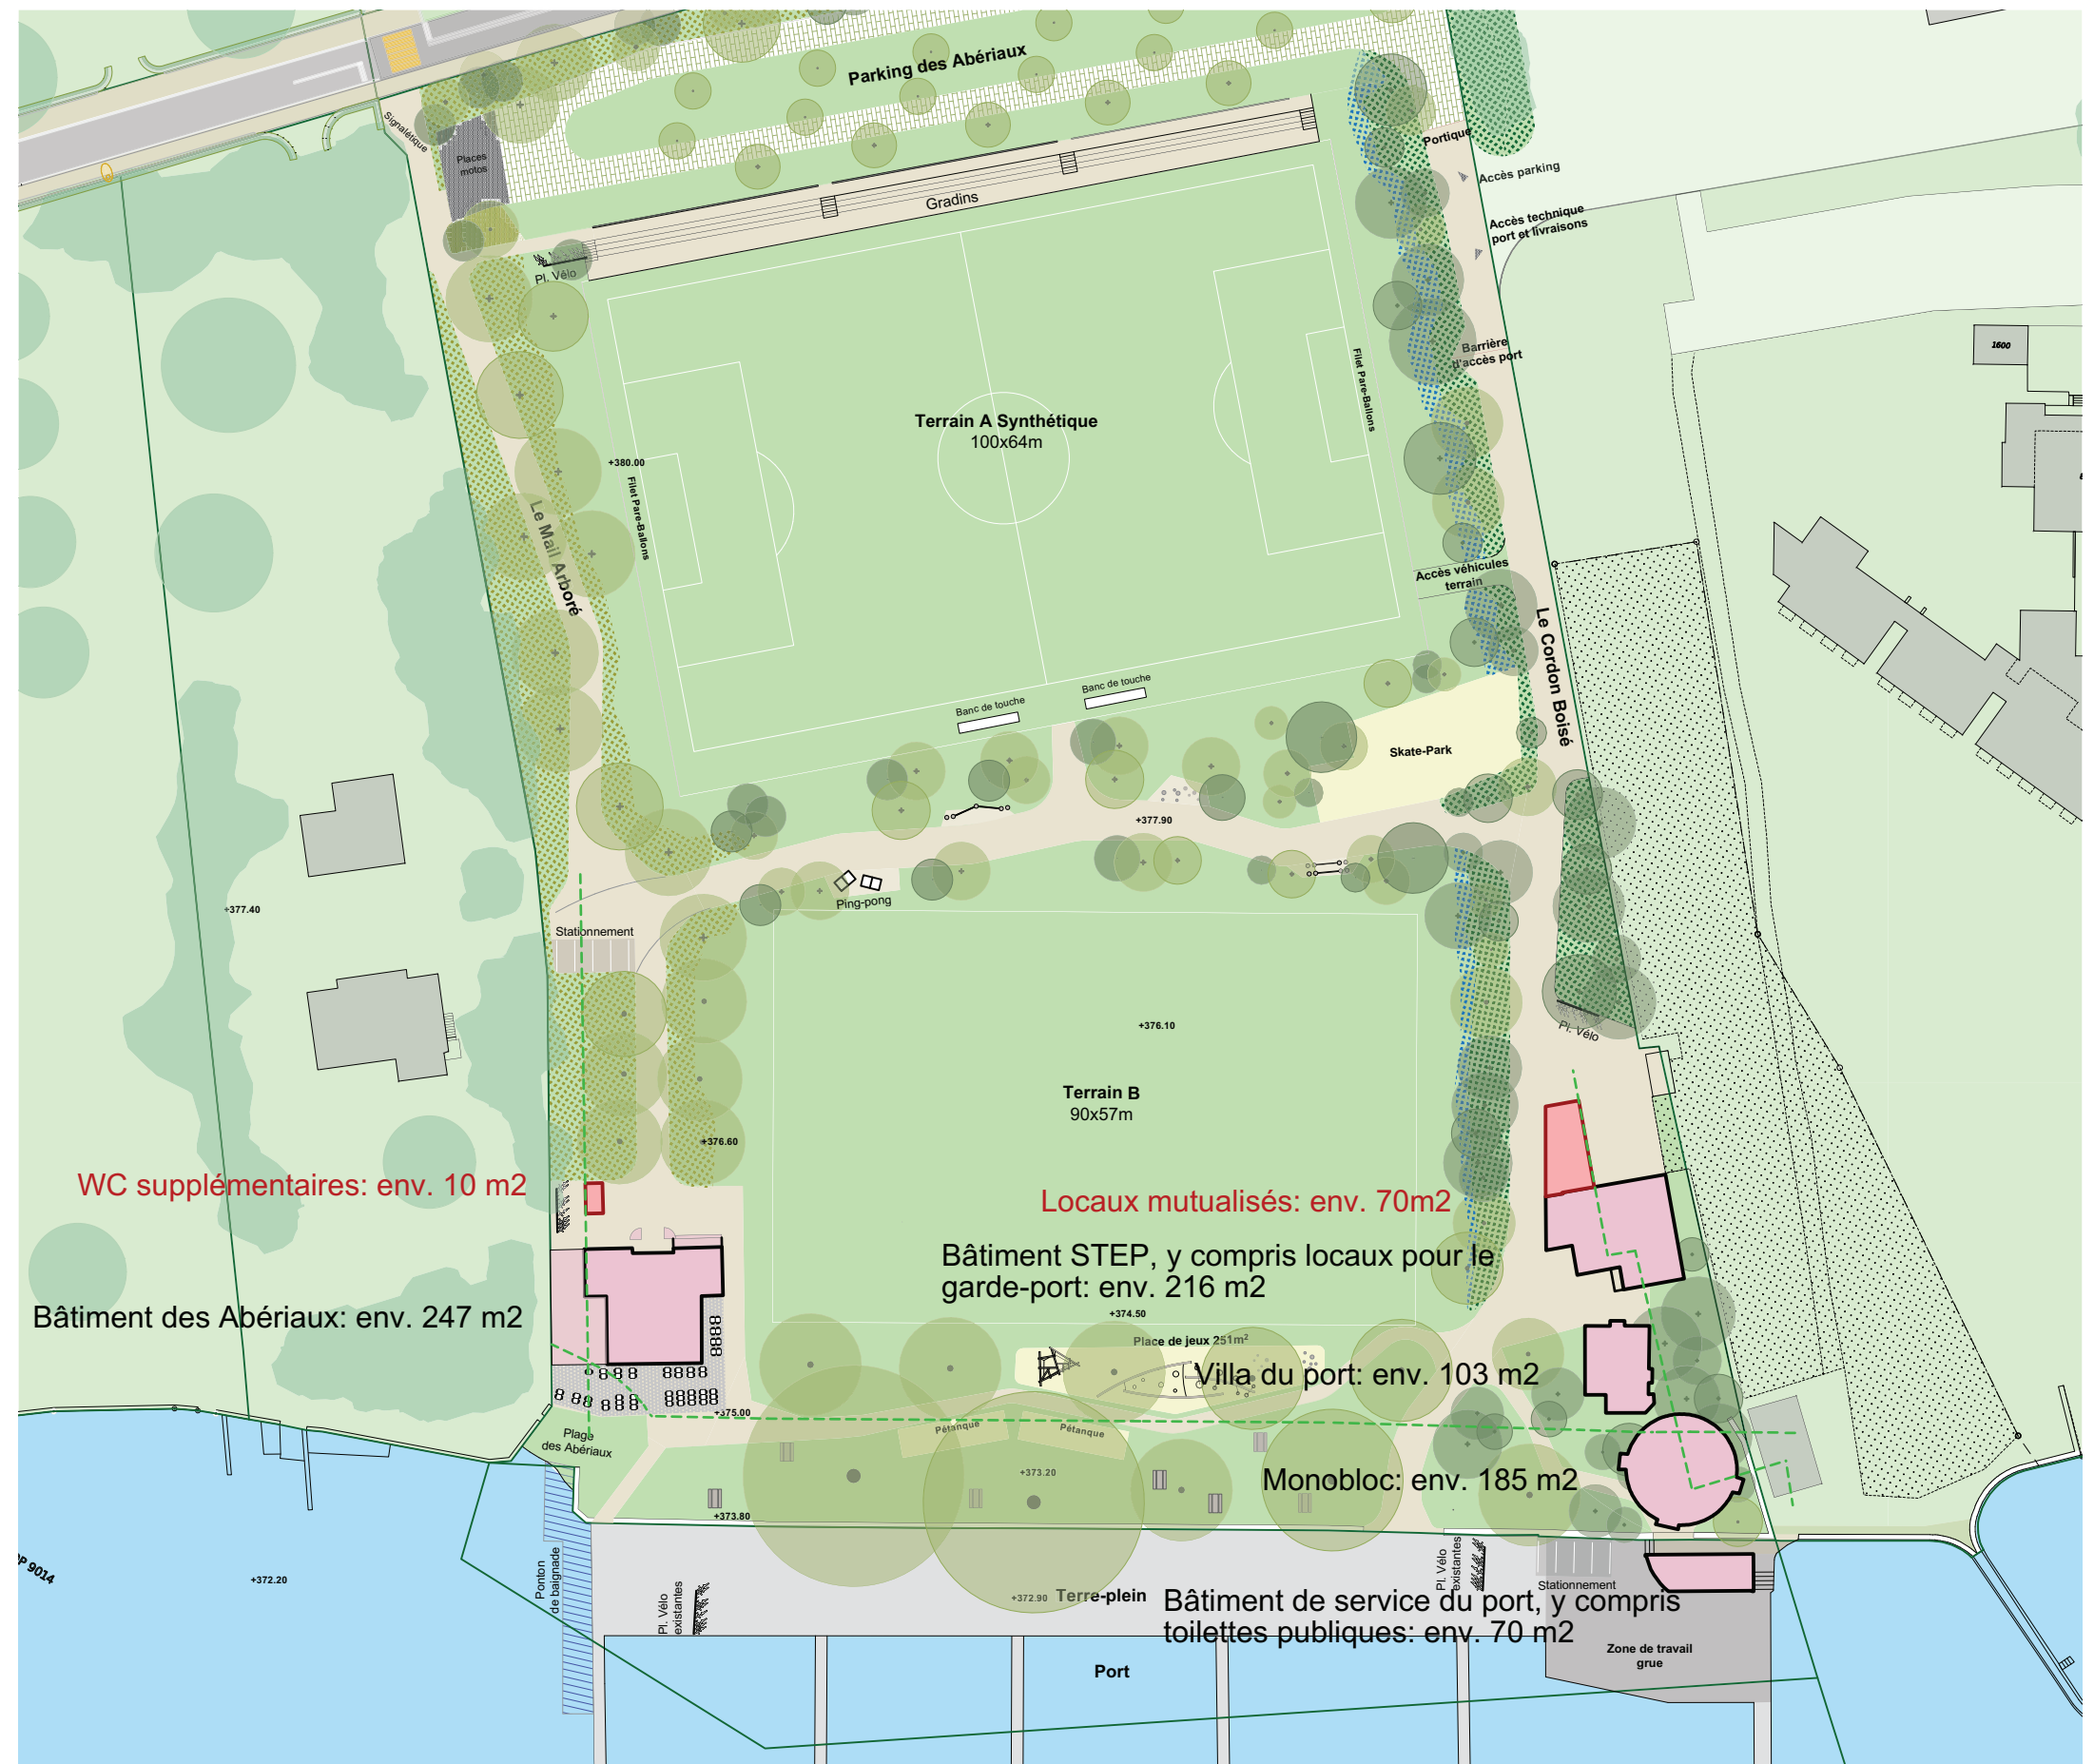 Parking des Abériaux
Signalétique
Places
motos
Portique
Accès parking
Gradins
Accès technique
port et livraisons
Pl. Vélo
1600
Barrière
d'accès port
Filet Pare-Ballons
Terrain A Synthétique
100x64m
+380.00
Filet Pare-Ballons
Le Mail Arboré
Accès véhicules
terrain
Le Cordon Boisé
Banc de touche
Banc de touche
Skate-Park
+377.90
Ping-pong
+377.40
Stationnement
+376.10
Pl. Vélo
Terrain B
90x57m
+376.60
WC supplémentaires: env. 10 m2
Locaux mutualisés: env. 70m2
Bâtiment STEP, y compris locaux pour le
garde-port: env. 216 m2
Bâtiment des Abériaux: env. 247 m2
+374.50
Place de jeux 251m²
Villa du port: env. 103 m2
+375.00
Pétanque
Pétanque
Plage
des Abériaux
+373.20
Monobloc: env. 185 m2
+373.80
DP 9014
+372.20
Ponton
de baignade
Pl. Vélo
existantes
+372.90
Terre-plein
Pl. Vélo
existantes
Stationnement
Bâtiment de service du port, y compris
toilettes publiques: env. 70 m2
Zone de travail
grue
Port